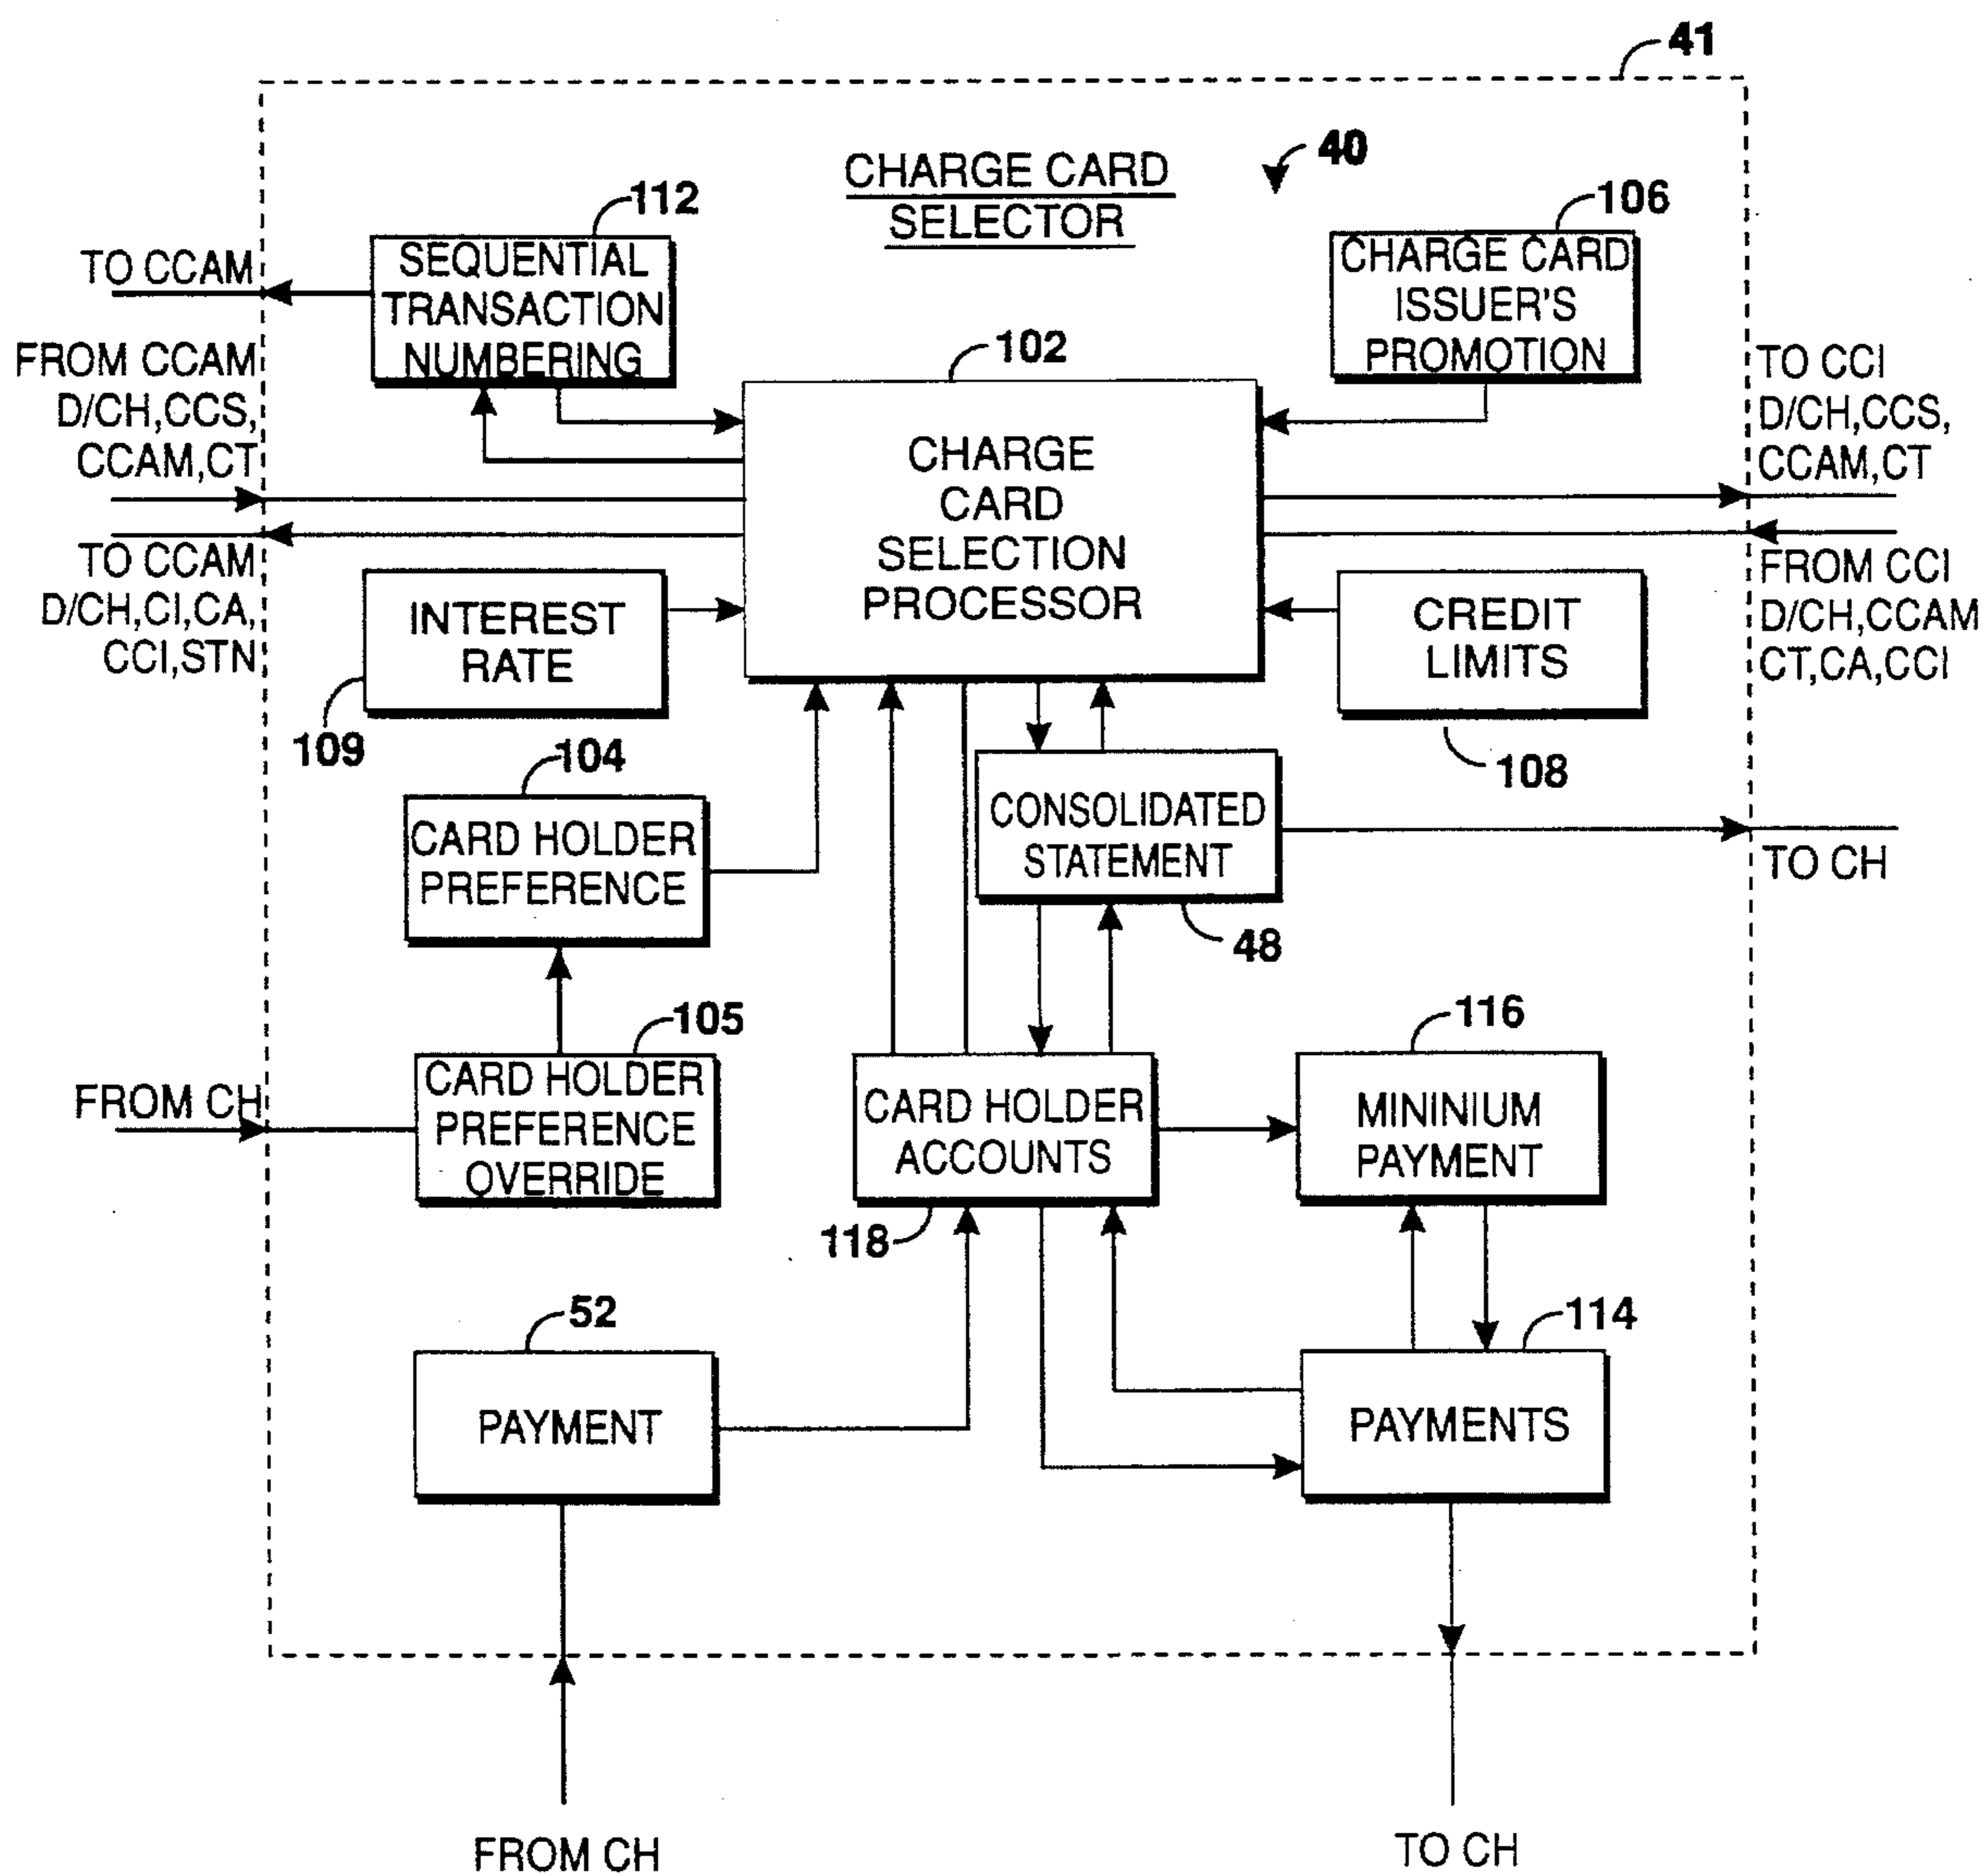 41
CHARGE CARD
SELECTOR
40
112
106
TO CCAM
SEQUENTIAL
TRANSACTION
NUMBERING
CHARGE CARD
ISSUER'S
PROMOTION
FROM CCAM
D/CH,CCS,
CCAM,CT
102
TO CCI
D/CH,CCS,
CCAM,CT
CHARGE
CARD
SELECTION
PROCESSOR
TO CCAM
D/CH,CI,CA,
CCI,STN
INTEREST
RATE
109
CREDIT
LIMITS
108
FROM CCI
D/CH,CCAM
CT,CA,CCI
104
CARD HOLDER
PREFERENCE
CONSOLIDATED
STATEMENT
48
TO CH
105
FROM CH
CARD HOLDER
PREFERENCE
OVERRIDE
CARD HOLDER
ACCOUNTS
118
116
MININIUM
PAYMENT
52
PAYMENT
114
PAYMENTS
FROM CH
TO CH